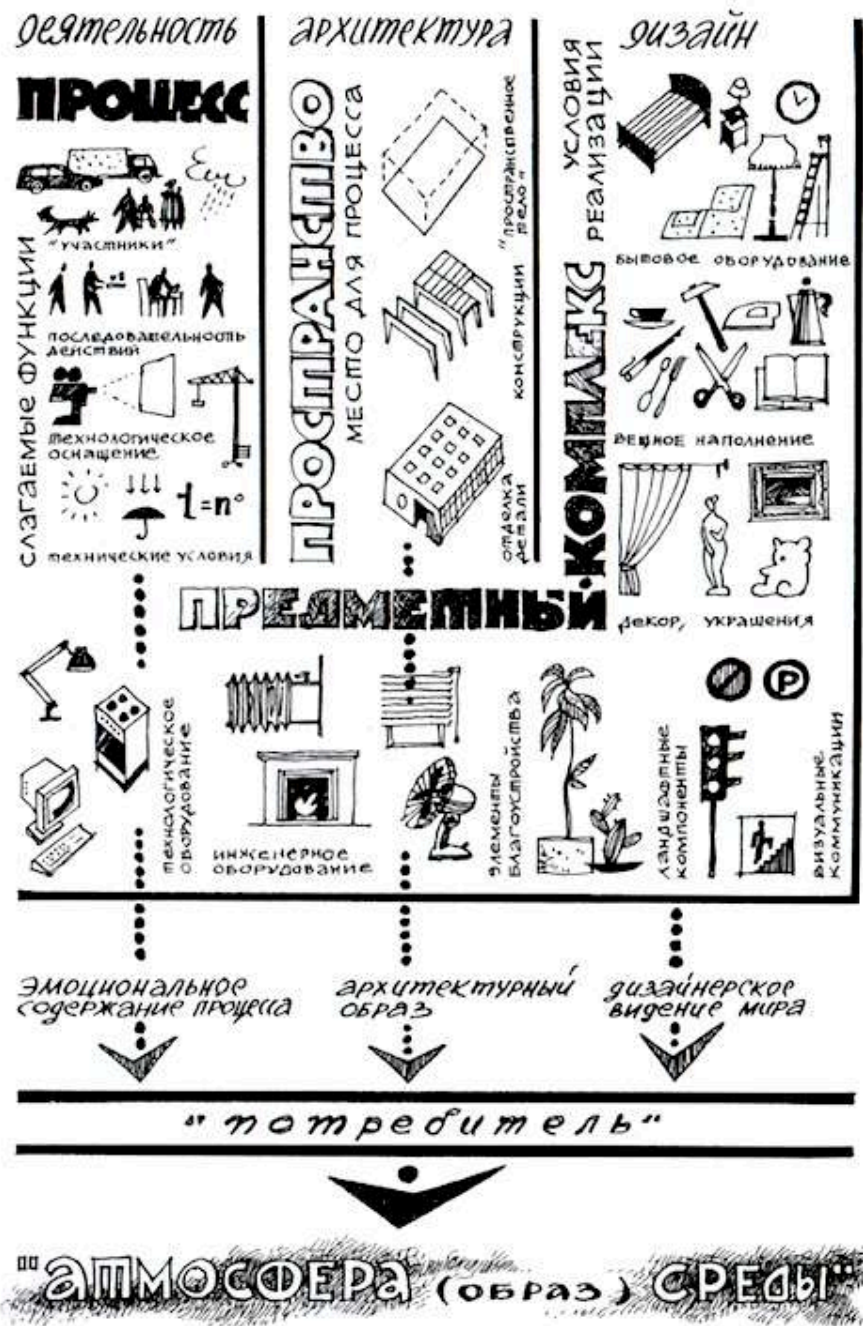 деятельность
ПРОЦЕСС
СЛАГАЕМЫЕ ФУНКЦИИ
"участники"
последовательность
действий
технологическое
оснащение
t=n°
технические условия
архитектура
ПРОСТРАНСТВО
МЕСТО ДЛЯ ПРОЦЕССА
"пространственное
тело"
конструкции
отделка
детали
дизайн
УСЛОВИЯ
РЕАЛИЗАЦИИ
бытовое оборудование
вещное наполнение
декор, украшения
ПРЕДМЕТНЫЙ КОМПЛЕКС
технологическое
оборудование
инженерное
оборудование
элементы
благоустройства
ландшафтные
компоненты
P
визуальные
коммуникации
эмоциональное
содержание процесса
архитектурный
образ
дизайнерское
видение мира
"потребитель"
"АТМОСФЕРА (ОБРАЗ) СРЕДЫ"